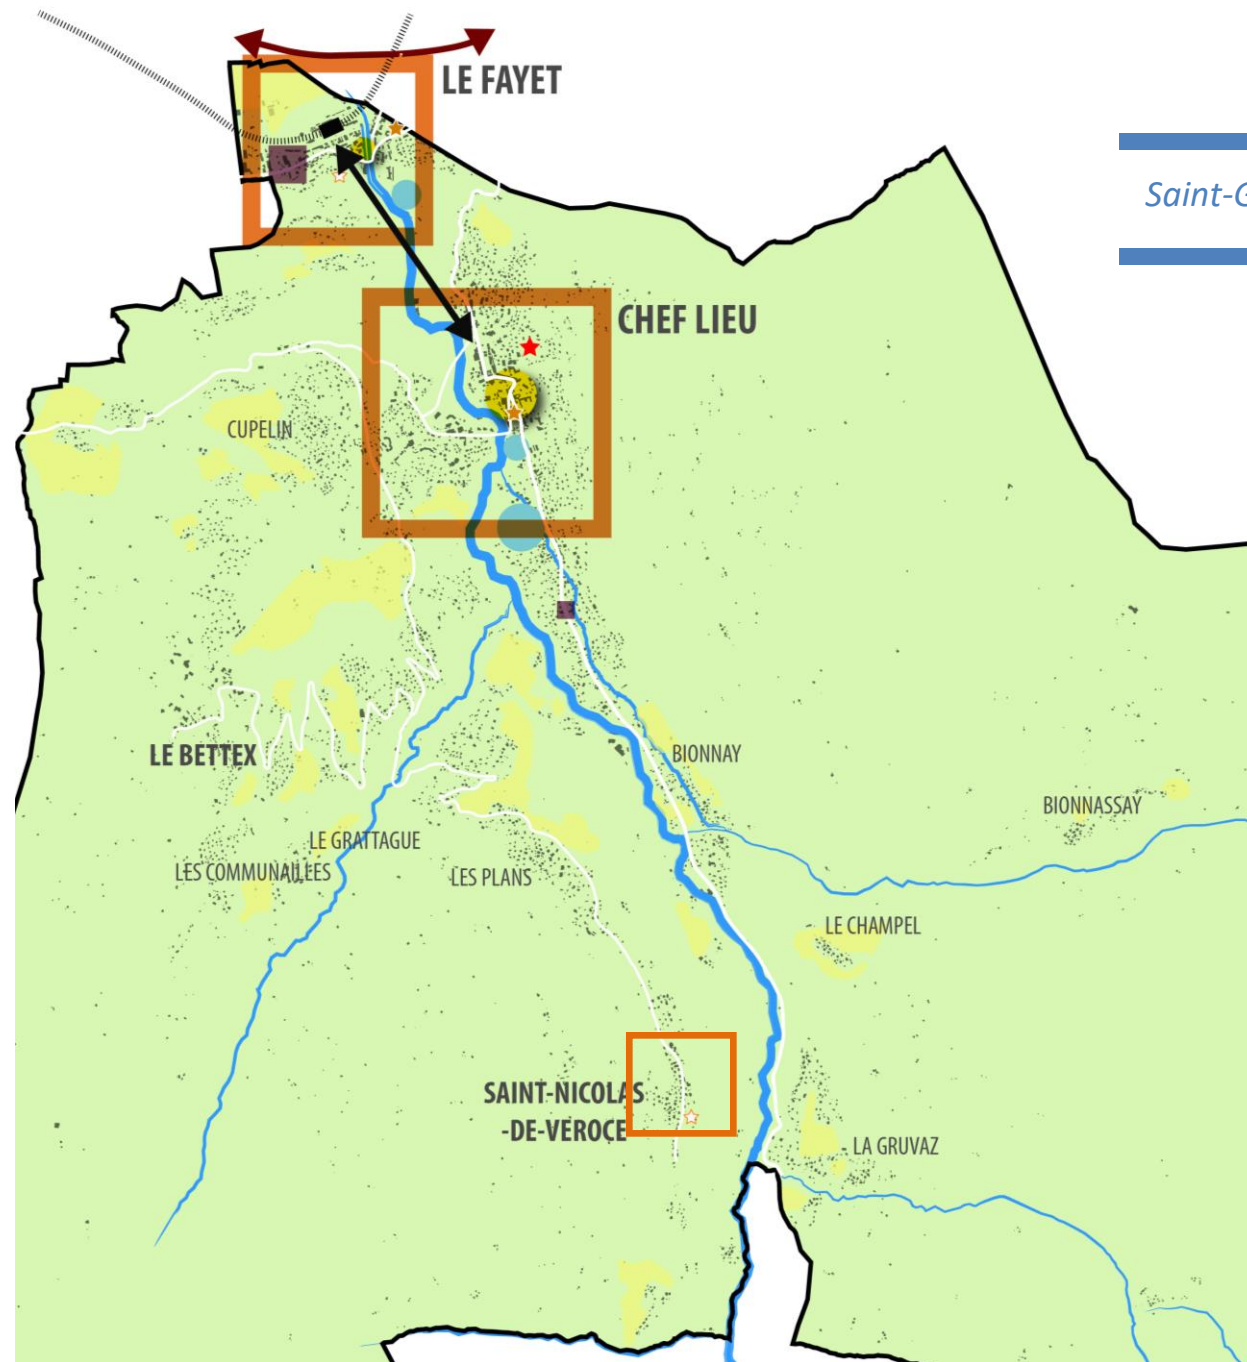 LE FAYET
Saint-G
CHEF LIEU
CUPELIN
LE BETTEX
BIONNAY
BIONNASSAY
LE GRATTAGUE
LES COMMUNAILLES
LES PLANS
LE CHAMPEL
SAINT-NICOLAS
-DE-VEROCE
LA GRUVAZ